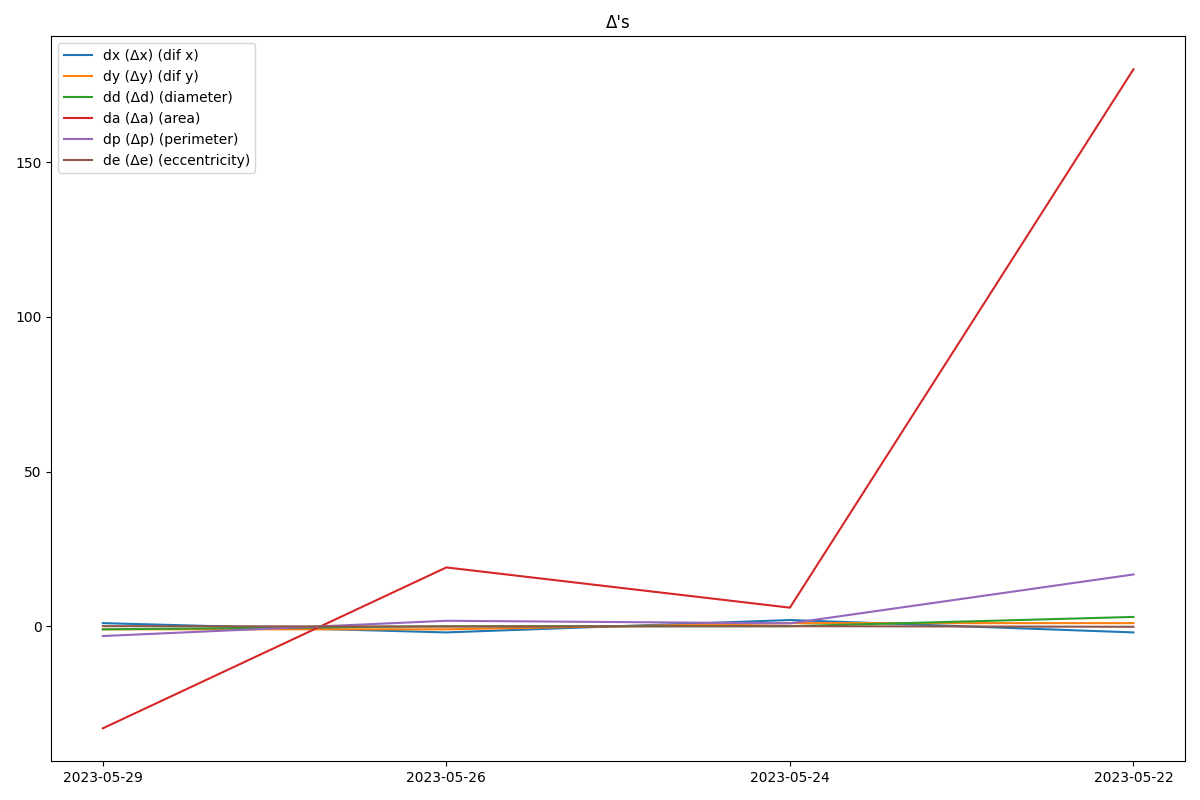 Δ's
dx (Δx) (dif x)
dy (Δy) (dif y)
dd (Δd) (diameter)
da (Δa) (area)
dp (Δp) (perimeter)
de (Δe) (eccentricity)
150
100
50
0
2023-05-29 2023-05-26 2023-05-24 2023-05-22